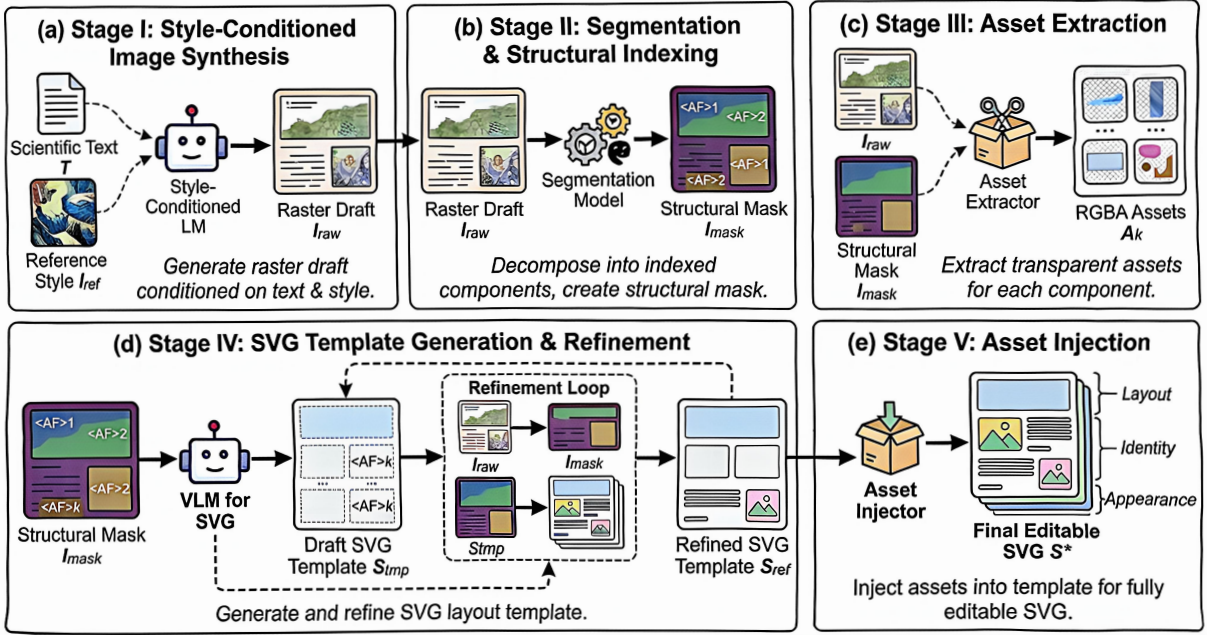 (a) Stage I: Style-Conditioned
Image Synthesis
Scientific Text
T
Reference
Style Iref
Style-
Conditioned
LM
Raster Draft
Iraw
Generate raster draft
conditioned on text & style.
(b) Stage II: Segmentation
& Structural Indexing
Raster Draft
Iraw
Segmentation
Model
<AF>1
<AF>2
<AF>1
<AF>2
Structural Mask
Imask
Decompose into indexed
components, create structural mask.
(c) Stage III: Asset Extraction
Iraw
Structural
Mask
Imask
Asset
Extractor
...
...
RGBA Assets
Ak
Extract transparent assets
for each component.
(d) Stage IV: SVG Template Generation & Refinement
<AF>1
<AF>2
<AF>2
<AF>k
Structural Mask
Imask
VLM for
SVG
<AF>k
...
...
<AF>k
Draft SVG
Template Stmp
Refinement Loop
Iraw
Imask
Stmp
Refined SVG
Template Sref
Generate and refine SVG layout template.
(e) Stage V: Asset Injection
Asset
Injector
Layout
Identity
Appearance
Final Editable
SVG S*
Inject assets into template for fully
editable SVG.